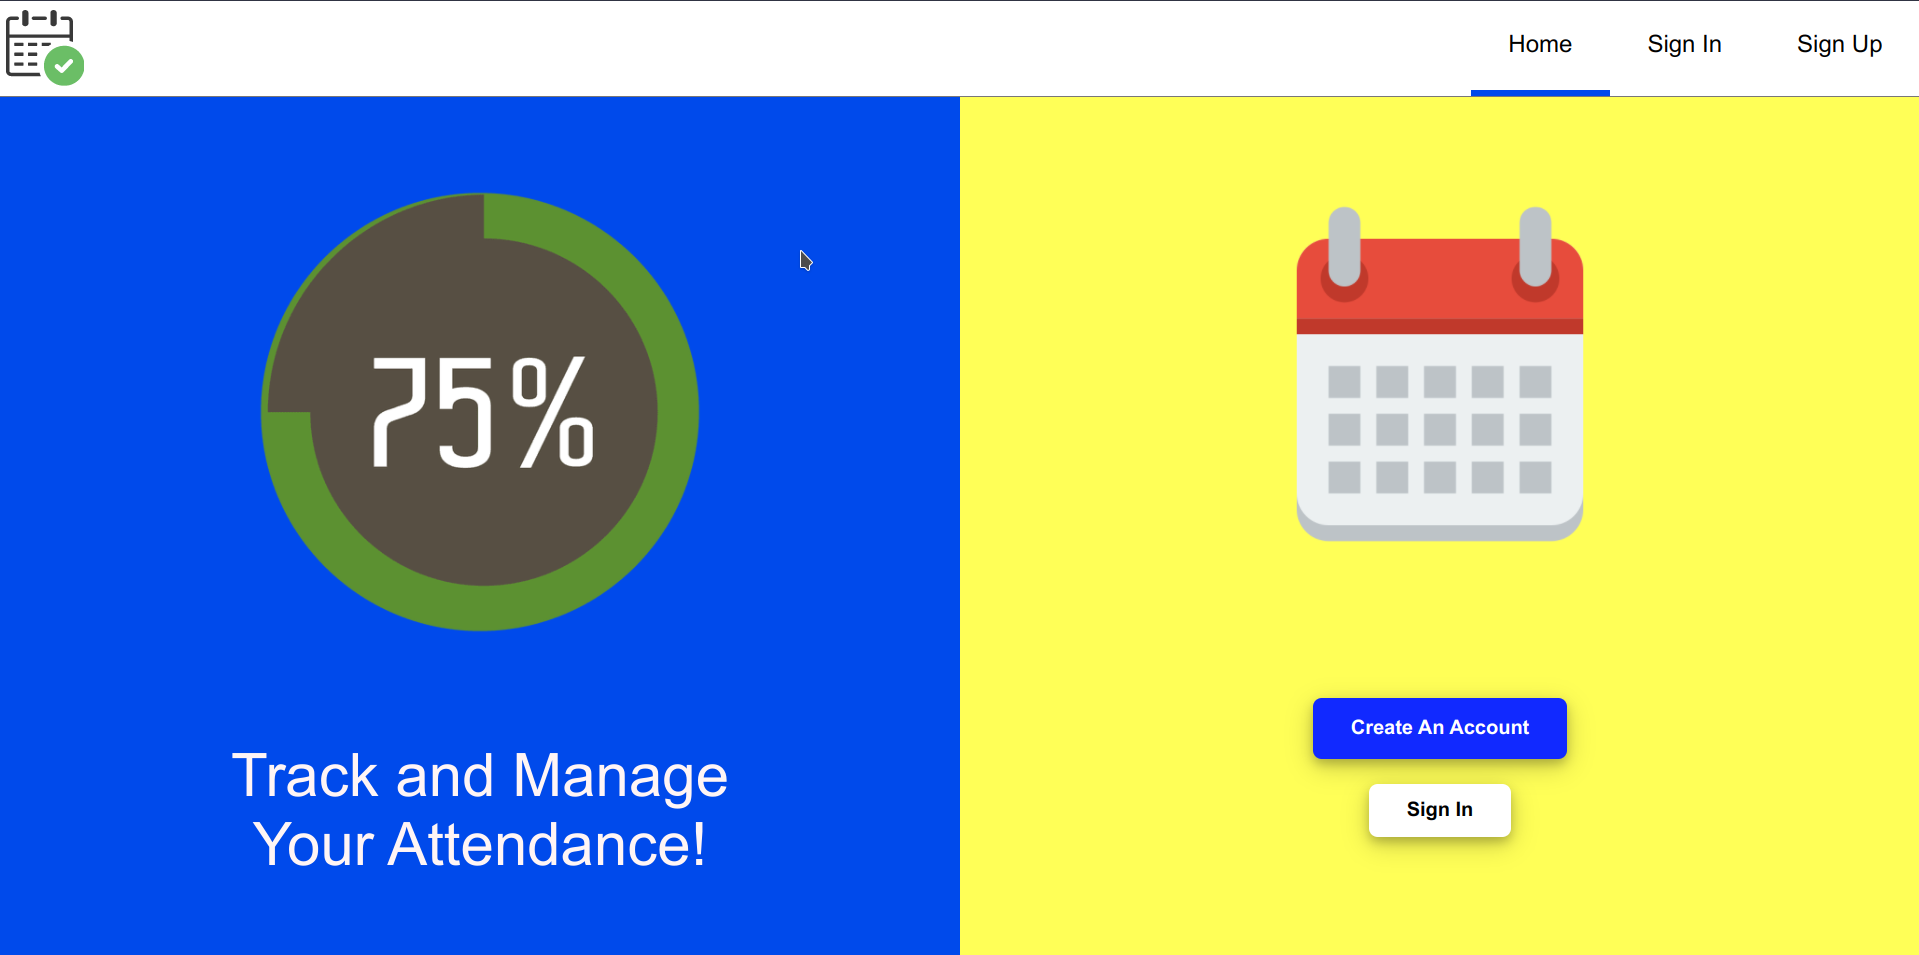 Home
Sign In
Sign Up
75%
Track and Manage
Your Attendance!
Create An Account
Sign In